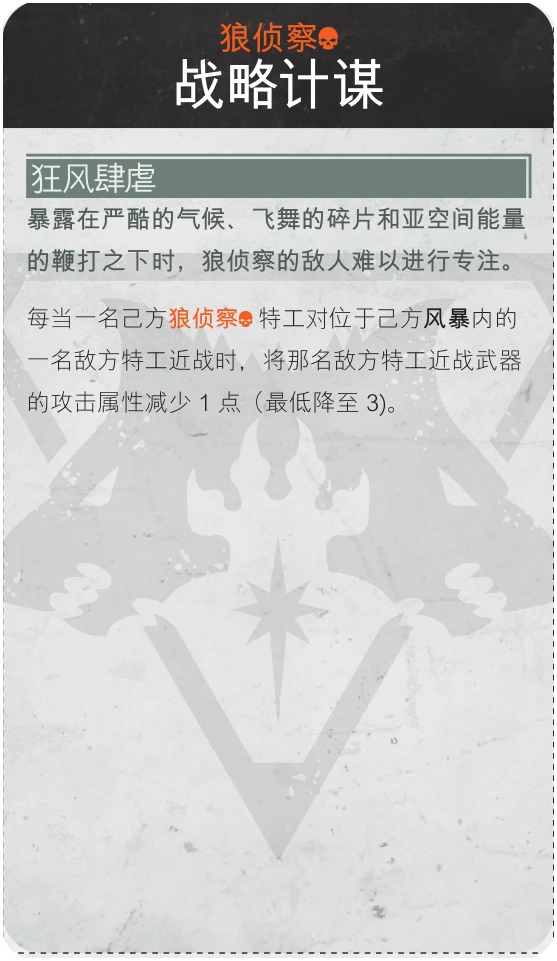 狼侦察
战略计谋
狂风肆虐
暴露在严酷的气候、飞舞的碎片和亚空间能量
的鞭打之下时，狼侦察的敌人难以进行专注。
每当一名己方狼侦察 特工对位于己方风暴内的
一名敌方特工近战时，将那名敌方特工近战武器
的攻击属性减少 1 点（最低降至 3)。